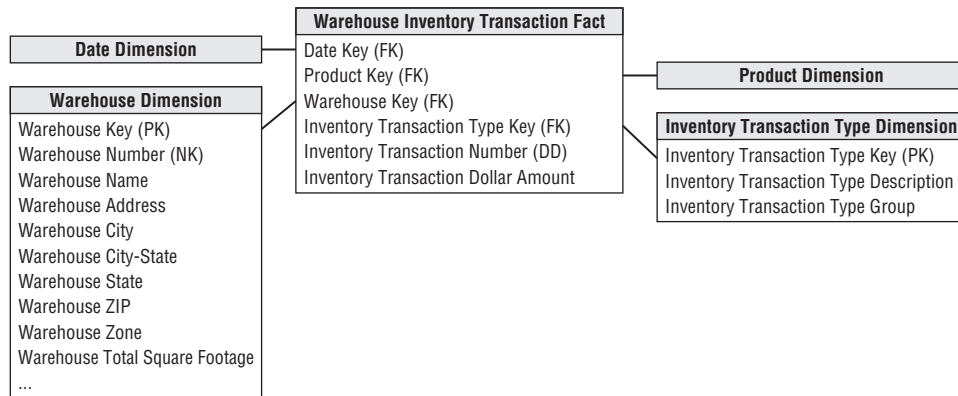 Date Dimension
Warehouse Dimension
Warehouse Key (PK)
Warehouse Number (NK)
Warehouse Name
Warehouse Address
Warehouse City
Warehouse City-State
Warehouse State
Warehouse ZIP
Warehouse Zone
Warehouse Total Square Footage
...
Warehouse Inventory Transaction Fact
Date Key (FK)
Product Key (FK)
Warehouse Key (FK)
Inventory Transaction Type Key (FK)
Inventory Transaction Number (DD)
Inventory Transaction Dollar Amount
Product Dimension
Inventory Transaction Type Dimension
Inventory Transaction Type Key (PK)
Inventory Transaction Type Description
Inventory Transaction Type Group